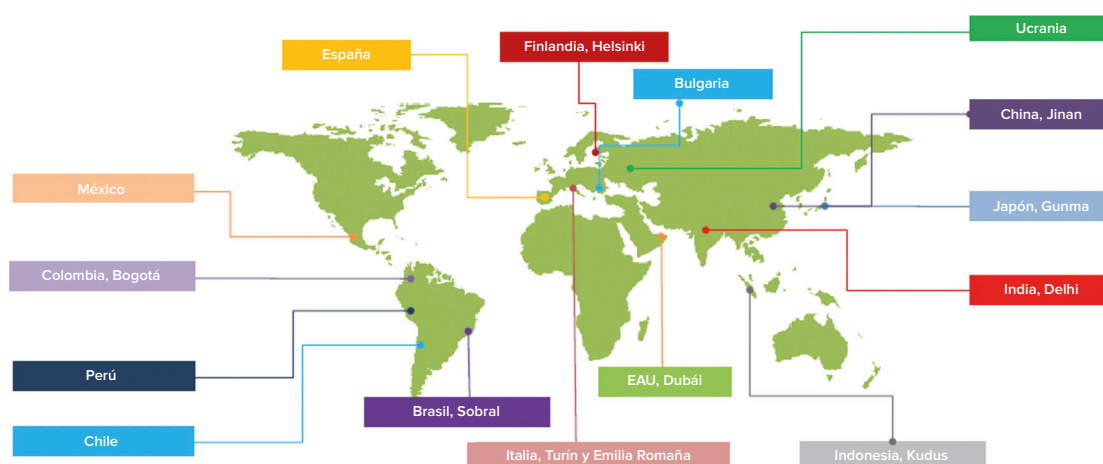 Ucrania
Finlandia, Helsinki
España
Bulgaria
China, Jinan
México
Japón, Gunma
Colombia, Bogotá
India, Delhi
Perú
EAU, Dubái
Brasil, Sobral
Chile
Italia, Turín y Emilia Romaña
Indonesia, Kudus